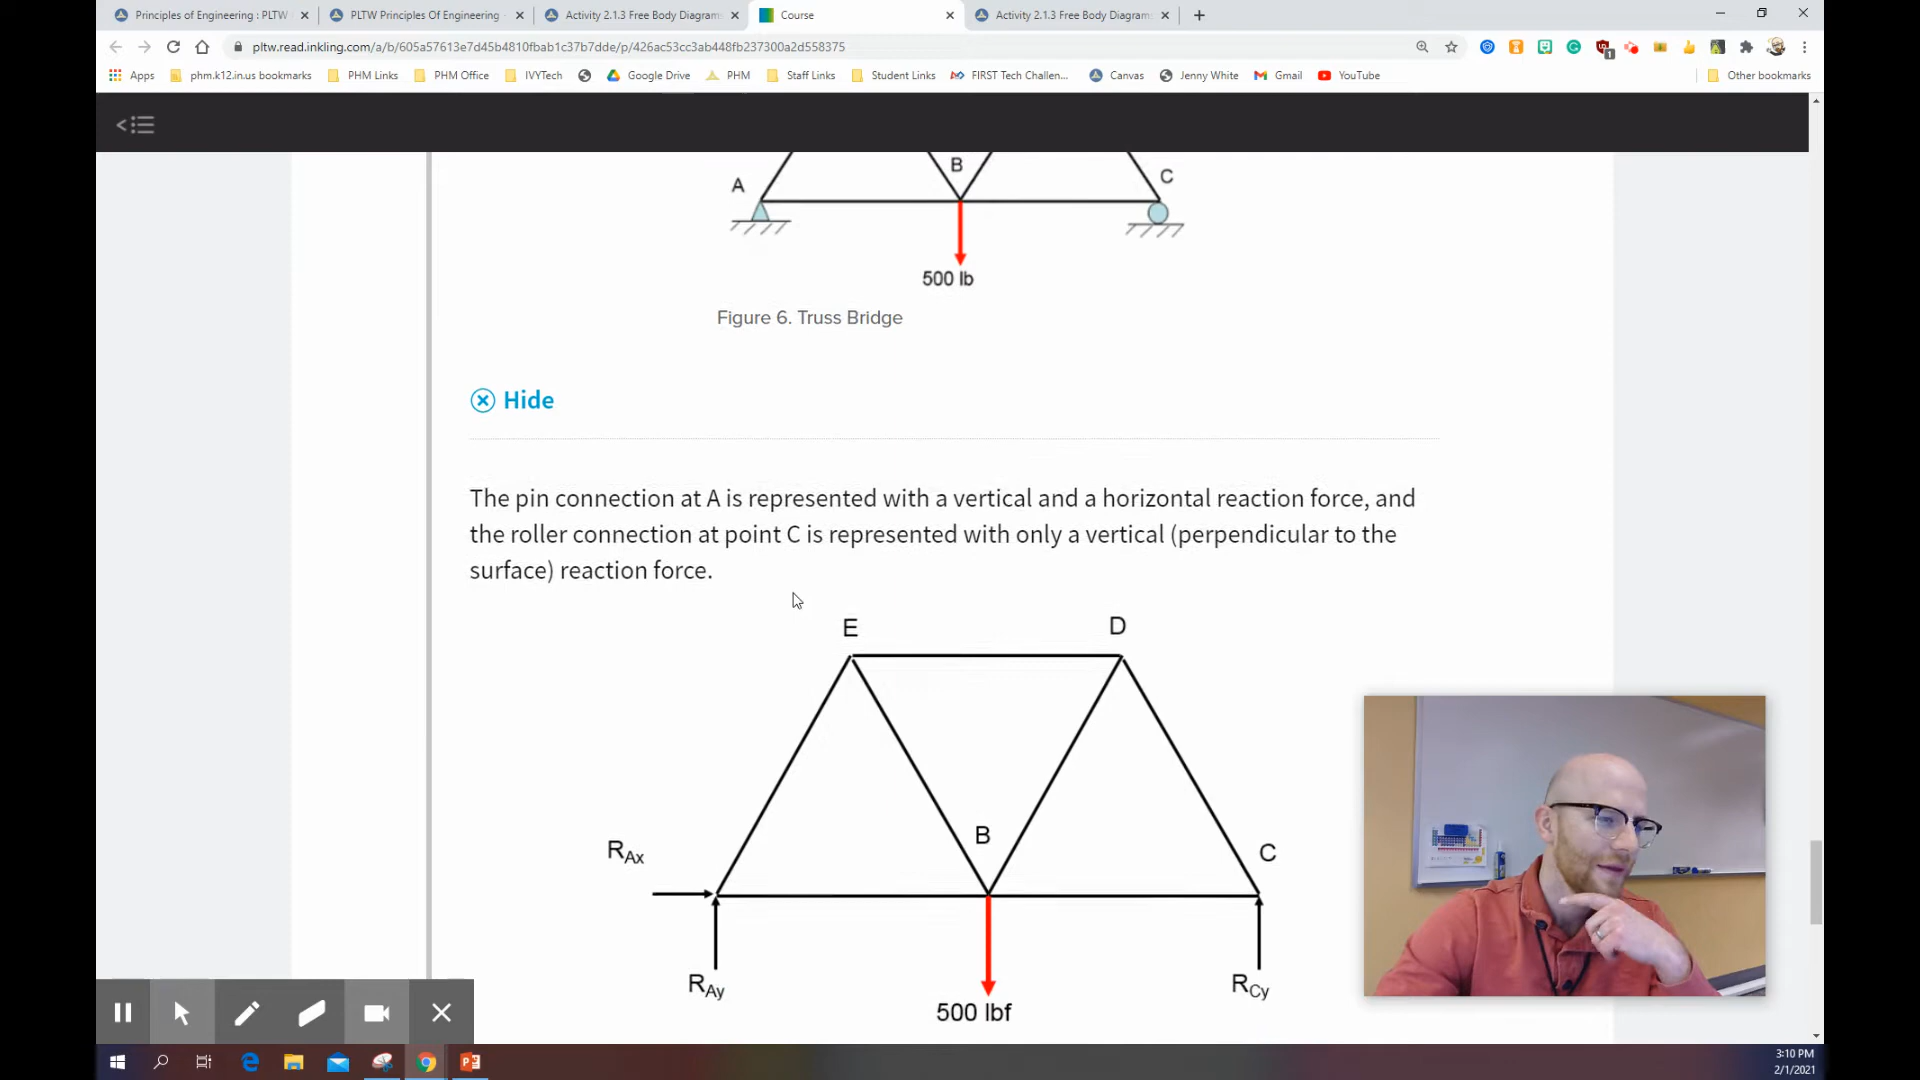 Principles of Engineering : PLTW
PLTW Principles Of Engineering
Activity 2.1.3 Free Body Diagram
Course
Activity 2.1.3 Free Body Diagram
pltw.read.inkling.com/a/b/605a57613e7d45b4810fbab1c37b7dde/p/426ac53cc3ab448fb237300a2d558375
Apps phm.k12.in.us bookmarks PHM Links PHM Office IVYTech Google Drive PHM Staff Links Student Links FIRST Tech Challen... Canvas Jenny White Gmail YouTube Other bookmarks
B
A
C
500 lb
Figure 6. Truss Bridge
Hide
The pin connection at A is represented with a vertical and a horizontal reaction force, and
the roller connection at point C is represented with only a vertical (perpendicular to the
surface) reaction force.
E
D
B
RAx
C
RAy
RCy
500 lbf
3:10 PM
2/1/2021